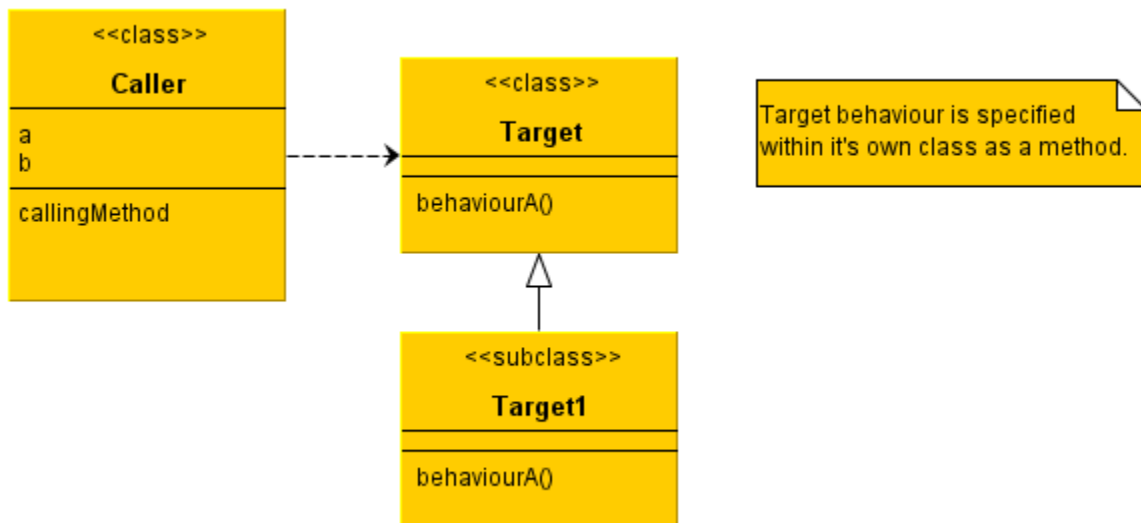 <<class>>
Caller
a
b
callingMethod
<<class>>
Target
behaviourA()
<<subclass>>
Target1
behaviourA()
Target behaviour is specified
within it's own class as a method.